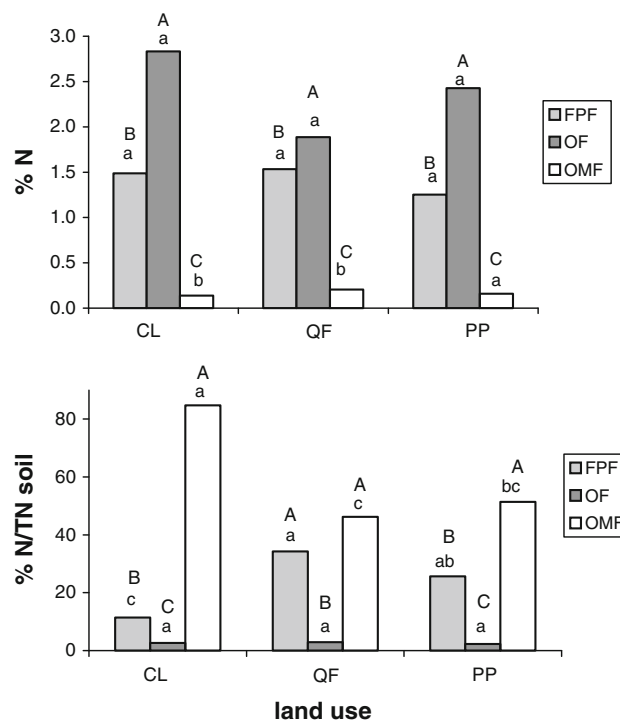 A
a
3.0
2.5
A
a
A
a
2.0
B
a
B
a
B
a
1.5
1.0
C
b
C
b
C
a
0.5
0.0
% N
CL
QF
PP
FPF
OF
OMF
A
a
80
60
A
c
A
bc
40
A
a
B
ab
20
B
c
C
a
B
a
C
a
0
% N/TN soil
CL
QF
PP
FPF
OF
OMF
land use